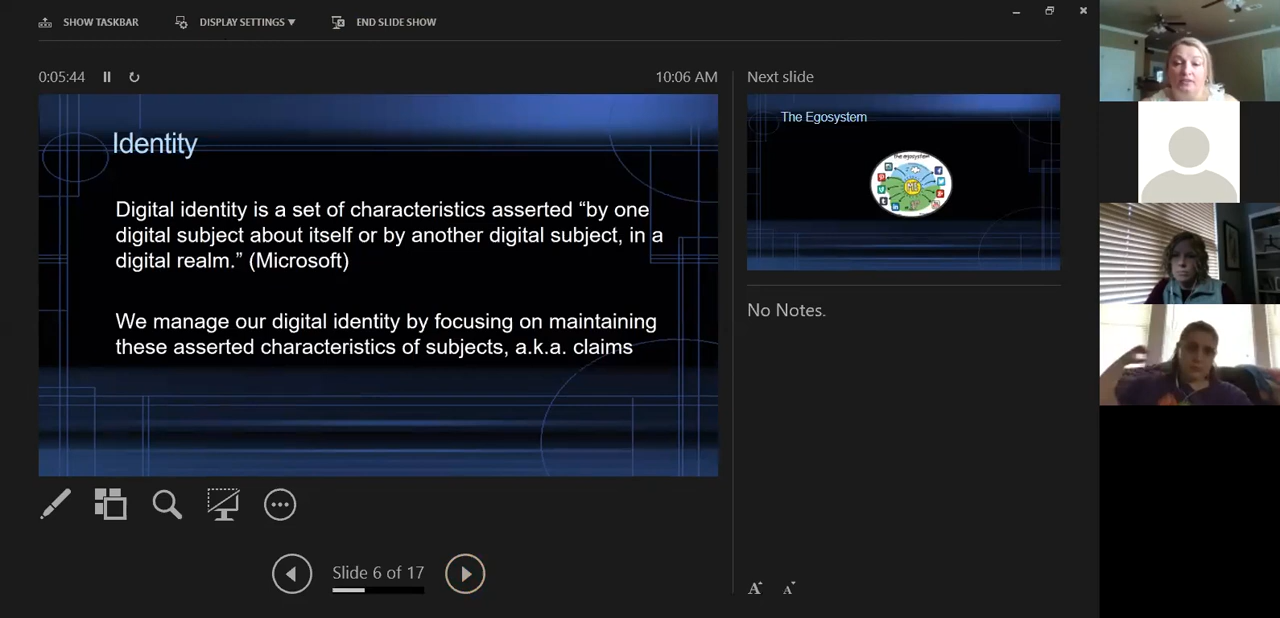 SHOW TASKBAR
DISPLAY SETTINGS ▼
END SLIDE SHOW
0:05:44
10:06 AM
Next slide
Identity
Digital identity is a set of characteristics asserted “by one
digital subject about itself or by another digital subject, in a
digital realm.” (Microsoft)
We manage our digital identity by focusing on maintaining
these asserted characteristics of subjects, a.k.a. claims
The Egosystem
the egosystem
ME
No Notes.
Slide 6 of 17
A A